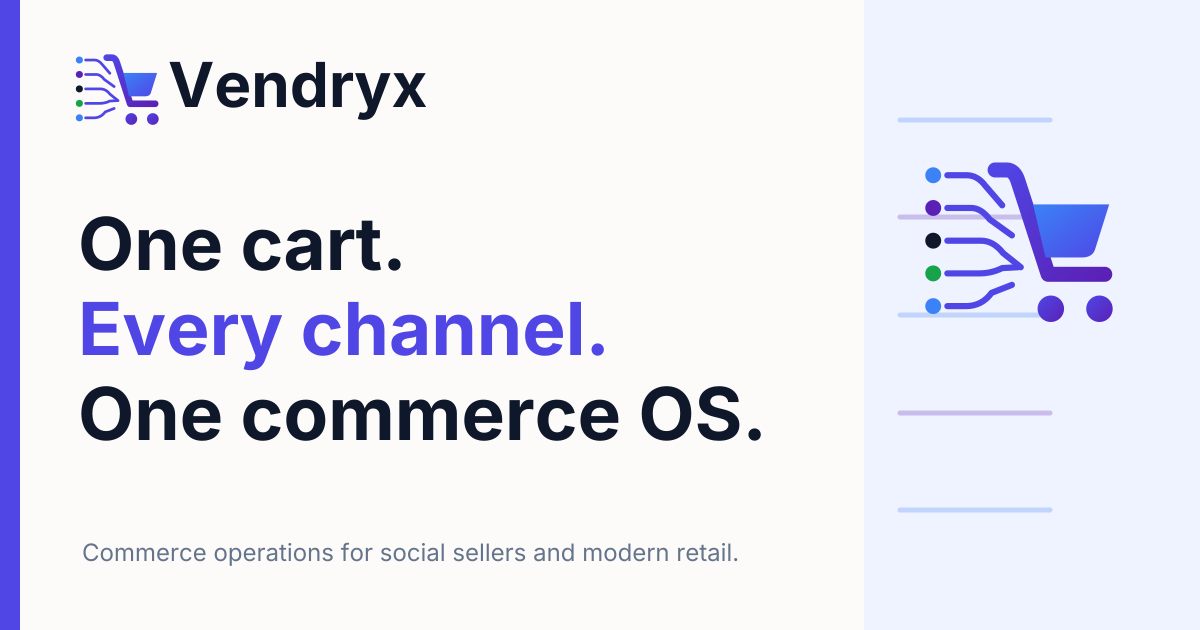 Vendryx
One cart.
Every channel.
One commerce OS.
Commerce operations for social sellers and modern retail.